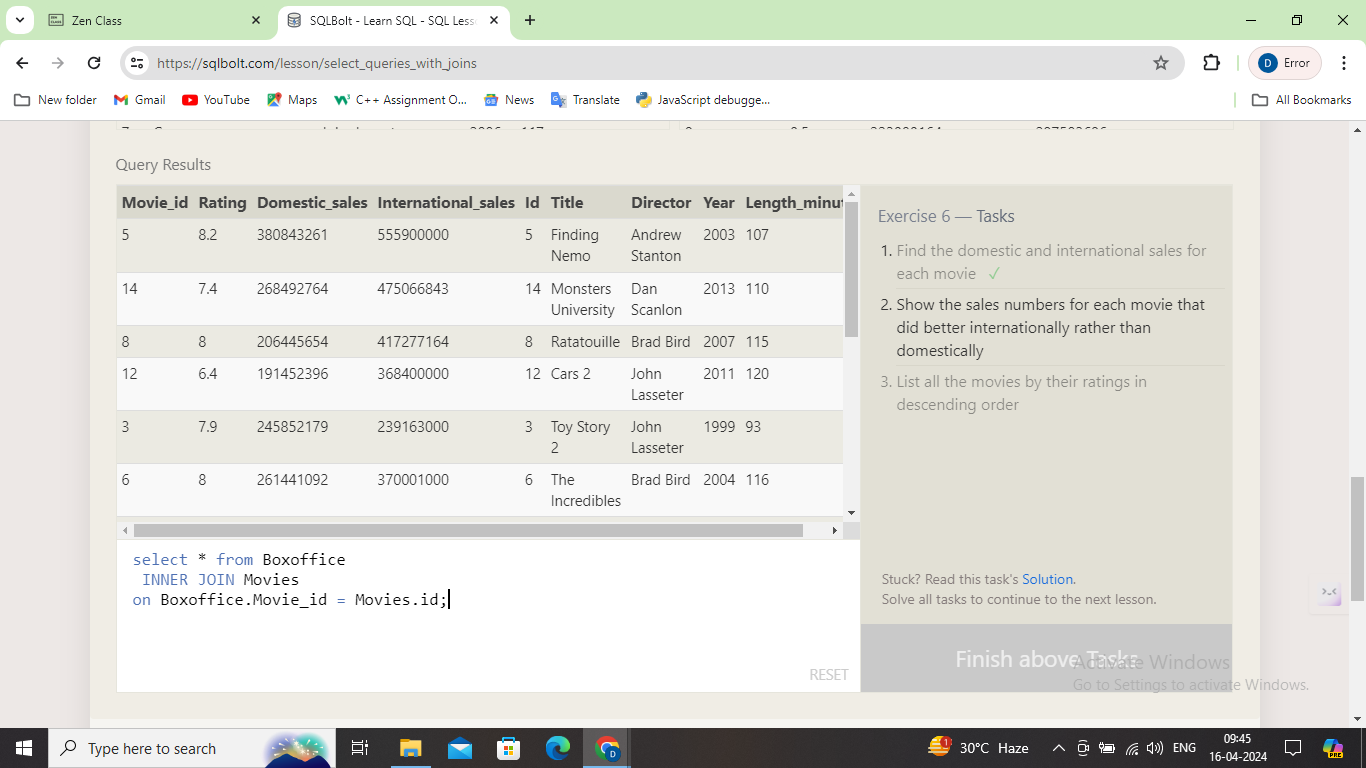 Zen Class
SQLBolt - Learn SQL - SQL Less
https://sqlbolt.com/lesson/select_queries_with_joins
D Error
New folder Gmail YouTube Maps C++ Assignment O... News Translate JavaScript debugge... All Bookmarks
Query Results
Movie_id Rating Domestic_sales International_sales Id Title Director Year Length_minut
5 8.2 380843261 555900000 5 Finding Andrew 2003 107
Nemo Stanton
14 7.4 268492764 475066843 14 Monsters Dan 2013 110
University Scanlon
8 8 206445654 417277164 8 Ratatouille Brad Bird 2007 115
12 6.4 191452396 368400000 12 Cars 2 John 2011 120
Lasseter
3 7.9 245852179 239163000 3 Toy Story John 1999 93
2 Lasseter
6 8 261441092 370001000 6 The Brad Bird 2004 116
Incredibles
select * from Boxoffice
INNER JOIN Movies
on Boxoffice.Movie_id = Movies.id;
RESET
Exercise 6 — Tasks
1. Find the domestic and international sales for
each movie ✓
2. Show the sales numbers for each movie that
did better internationally rather than
domestically
3. List all the movies by their ratings in
descending order
Stuck? Read this task's Solution.
Solve all tasks to continue to the next lesson.
Finish above Tasks
Activate Windows
Go to Settings to activate Windows.
Type here to search
1 30°C Haze ENG
09:45
16-04-2024
PRE